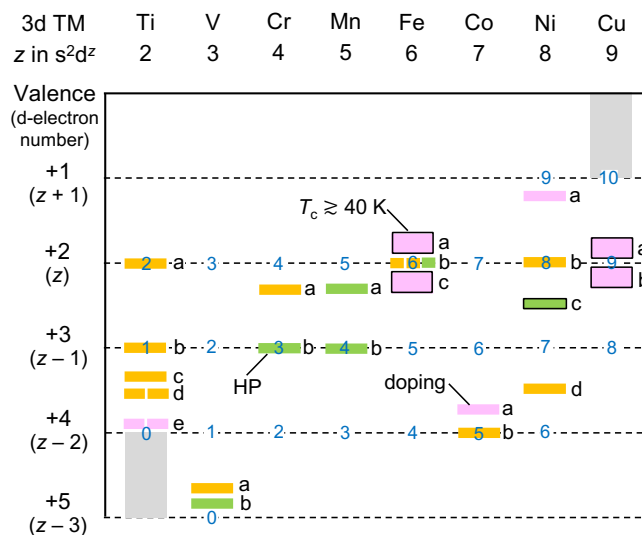 3d TM Ti V Cr Mn Fe Co Ni Cu
z in s²dᶻ 2 3 4 5 6 7 8 9
Valence
(d-electron
number)
+1 9 10
(z + 1) a
T_c ≳ 40 K
a a
+2 2 a 3 4 5 6 b 7 8 b 9
(z) c b
a a c
+3 1 b 2 3 b 4 b 5 6 7 8
(z – 1)
HP doping
c
d d
e a
+4 0 1 2 3 4 5 b 6
(z – 2)
a
b
+5 0
(z – 3)